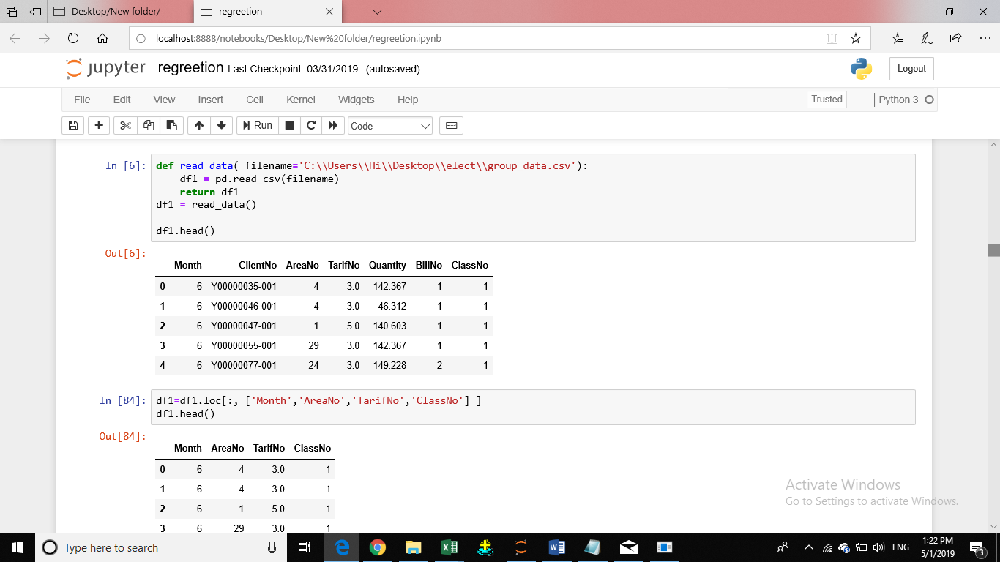 Desktop/New folder/
regreetion
localhost:8888/notebooks/Desktop/New%20folder/regreetion.ipynb
jupyter regreetion Last Checkpoint: 03/31/2019 (autosaved)
Logout
File Edit View Insert Cell Kernel Widgets Help
Trusted
Python 3
Run
Code
In [6]: def read_data( filename='C:\\Users\\Hi\\Desktop\\elect\\group_data.csv'):
    df1 = pd.read_csv(filename)
    return df1
df1 = read_data()
df1.head()
Out[6]:
Month ClientNo AreaNo TarifNo Quantity BillNo ClassNo
0 6 Y00000035-001 4 3.0 142.367 1 1
1 6 Y00000046-001 4 3.0 46.312 1 1
2 6 Y00000047-001 1 5.0 140.603 1 1
3 6 Y00000055-001 29 3.0 142.367 1 1
4 6 Y00000077-001 24 3.0 149.228 2 1
In [84]: df1=df1.loc[:, ['Month','AreaNo','TarifNo','ClassNo'] ]
df1.head()
Out[84]:
Month AreaNo TarifNo ClassNo
0 6 4 3.0 1
1 6 4 3.0 1
2 6 1 5.0 1
3 6 29 3.0 1
Activate Windows
Go to Settings to activate Windows.
Type here to search
ENG
1:22 PM
5/1/2019
3